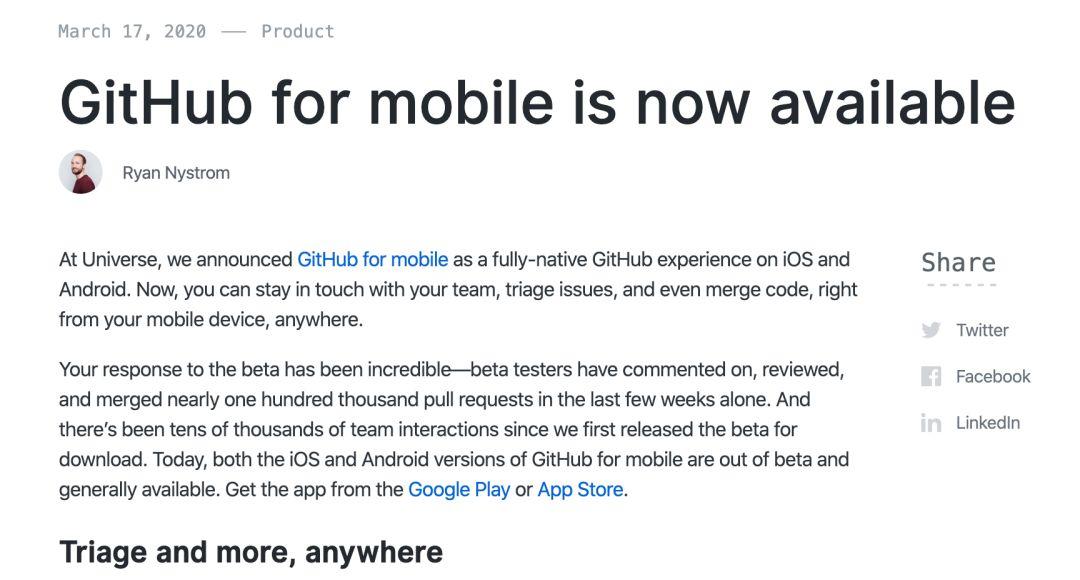 March 17, 2020 — Product
GitHub for mobile is now available
Ryan Nystrom
At Universe, we announced GitHub for mobile as a fully-native GitHub experience on iOS and
Android. Now, you can stay in touch with your team, triage issues, and even merge code, right
from your mobile device, anywhere.
Your response to the beta has been incredible—beta testers have commented on, reviewed,
and merged nearly one hundred thousand pull requests in the last few weeks alone. And
there’s been tens of thousands of team interactions since we first released the beta for
download. Today, both the iOS and Android versions of GitHub for mobile are out of beta and
generally available. Get the app from the Google Play or App Store.
Triage and more, anywhere
Share
Twitter
Facebook
LinkedIn